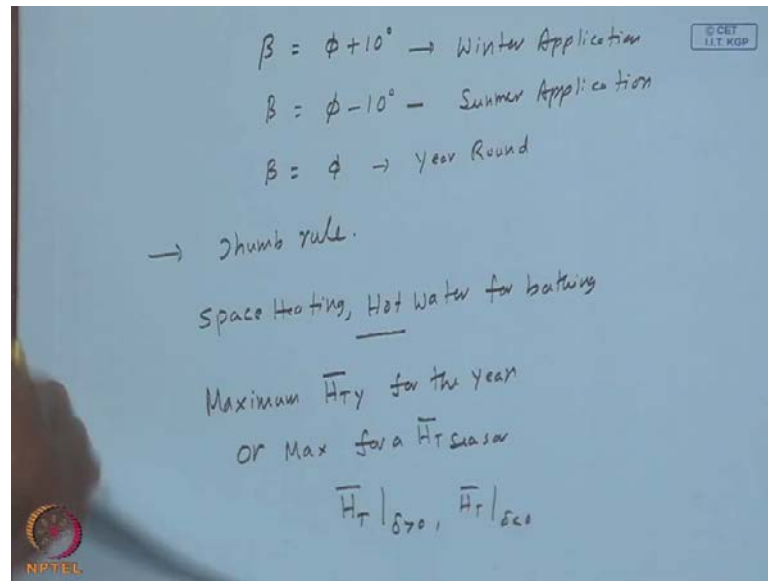 © CET
I.I.T. KGP
β = φ+10° → Winter Application
β = φ-10° - Summer Application
β = φ → Year Round
→ Thumb rule.
Space Heating, Hot Water for bathing
Maximum H̅Ty for the year
or Max for a H̅T season
H̅T|δ>0, H̅T|δ<0
NPTEL